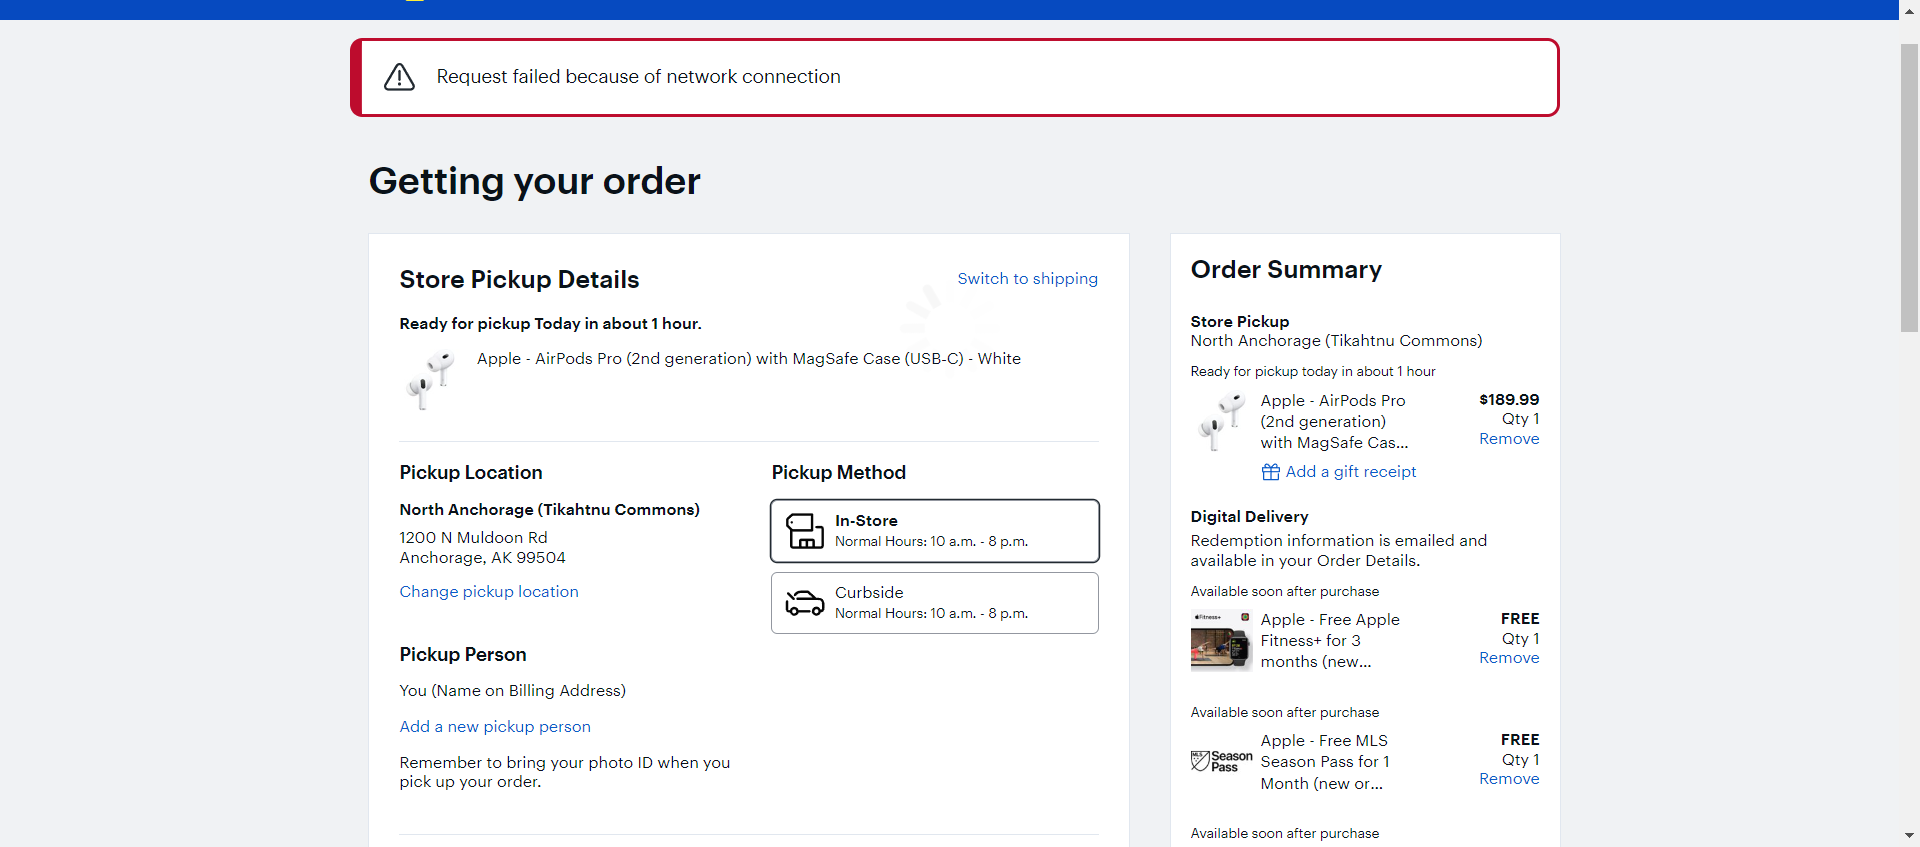 Request failed because of network connection
Getting your order
Store Pickup Details
Switch to shipping
Ready for pickup Today in about 1 hour.
Apple - AirPods Pro (2nd generation) with MagSafe Case (USB-C) - White
Pickup Location
North Anchorage (Tikahtnu Commons)
1200 N Muldoon Rd
Anchorage, AK 99504
Change pickup location
Pickup Person
You (Name on Billing Address)
Add a new pickup person
Remember to bring your photo ID when you
pick up your order.
Pickup Method
In-Store
Normal Hours: 10 a.m. - 8 p.m.
Curbside
Normal Hours: 10 a.m. - 8 p.m.
Order Summary
Store Pickup
North Anchorage (Tikahtnu Commons)
Ready for pickup today in about 1 hour
Apple - AirPods Pro
(2nd generation)
with MagSafe Cas...
$189.99
Qty 1
Remove
Add a gift receipt
Digital Delivery
Redemption information is emailed and
available in your Order Details.
Available soon after purchase
Fitness+
Apple - Free Apple
Fitness+ for 3
months (new...
FREE
Qty 1
Remove
Available soon after purchase
MLS
Season
Pass
Apple - Free MLS
Season Pass for 1
Month (new or...
FREE
Qty 1
Remove
Available soon after purchase